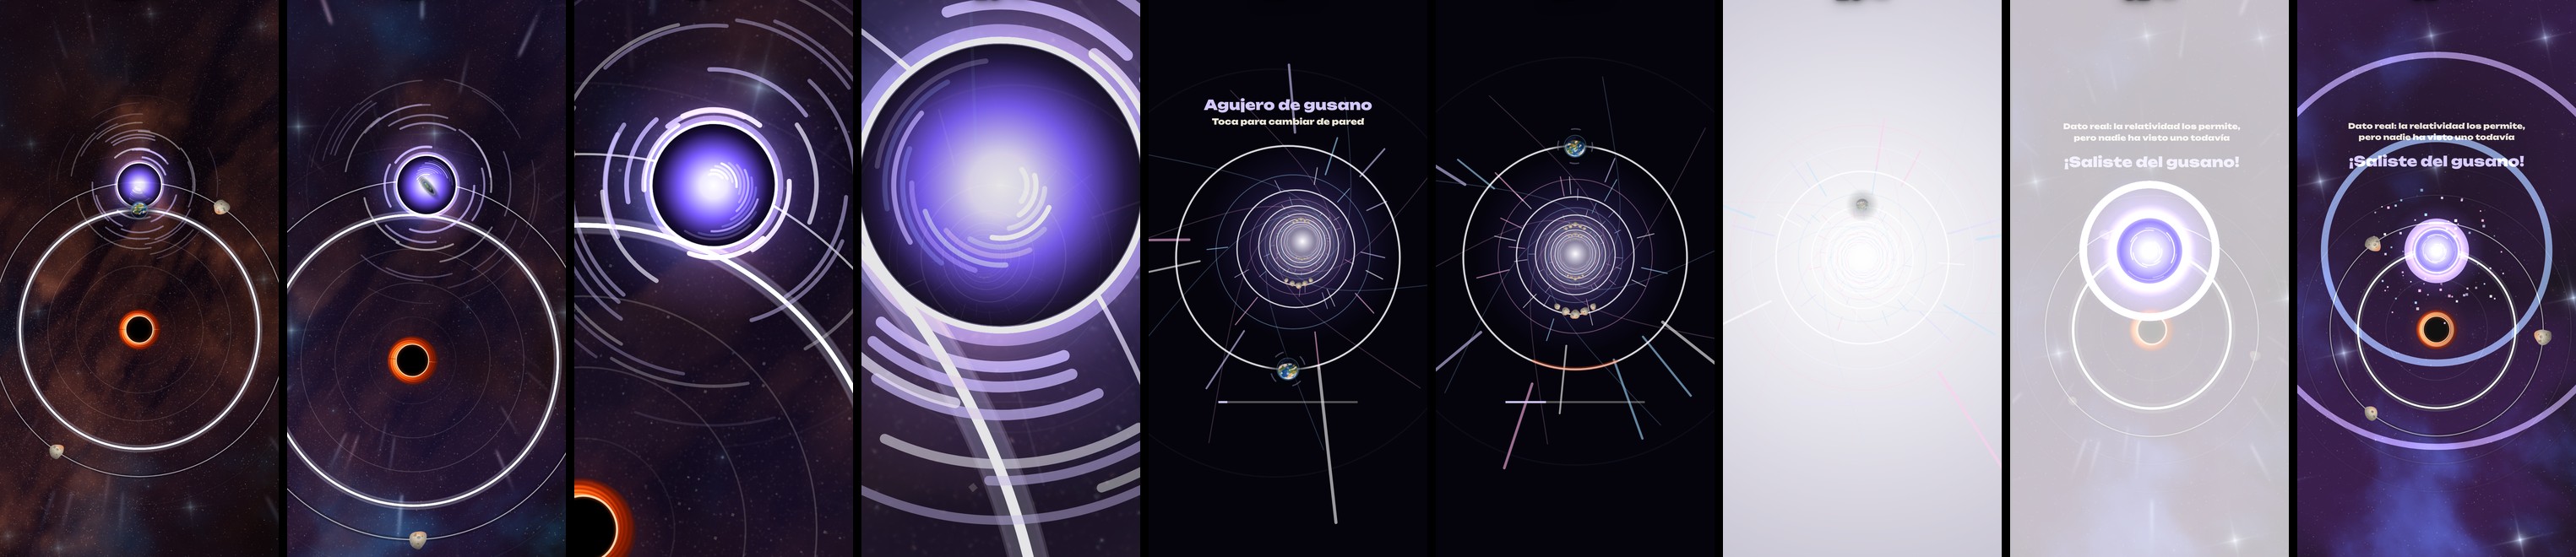 Agujero de gusano
Toca para cambiar de pared
Dato real: la relatividad los permite,
pero nadie ha visto uno todavía
¡Saliste del gusano!
Dato real: la relatividad los permite,
pero nadie ha visto uno todavía
¡Saliste del gusano!